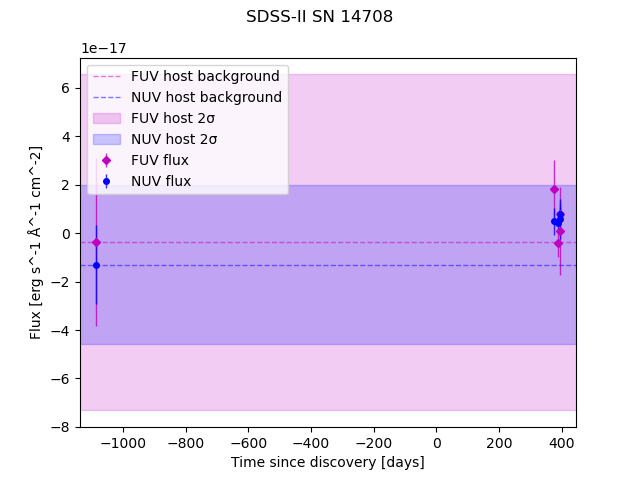 SDSS-II SN 14708
1e−17
FUV host background
NUV host background
FUV host 2σ
NUV host 2σ
FUV flux
NUV flux
6
4
2
0
−2
−4
−6
−8
Flux [erg s^-1 Å^-1 cm^-2]
−1000 −800 −600 −400 −200 0 200 400
Time since discovery [days]